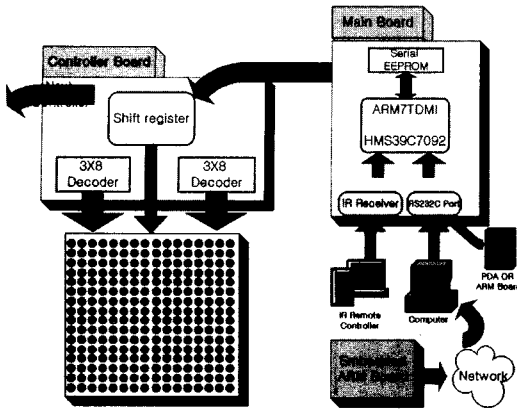 Main Board
Controller Board
Serial
EEPROM
Shift register
ARM7TDMI
HMS39C7092
3X8
Decoder
3X8
Decoder
IR Receiver
RS232C Port
PDA OR
ARM Board
IR Remote
Controller
Computer
Network